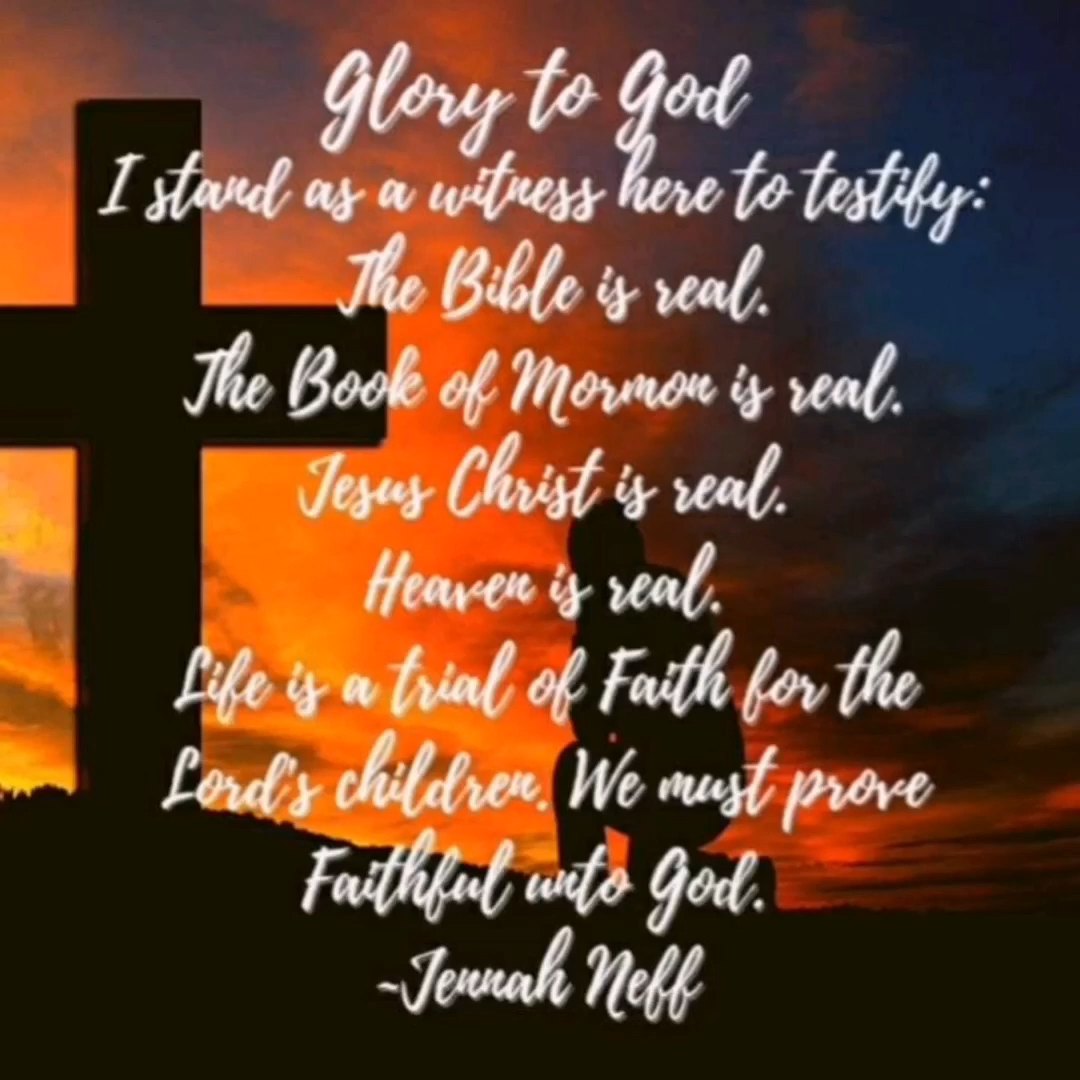 Glory to God
I stand as a witness here to testify:
The Bible is real.
The Book of Mormon is real.
Jesus Christ is real.
Heaven is real.
Life is a trial of Faith for the
Lord's children. We must prove
Faithful unto God.
~Jennah Neff